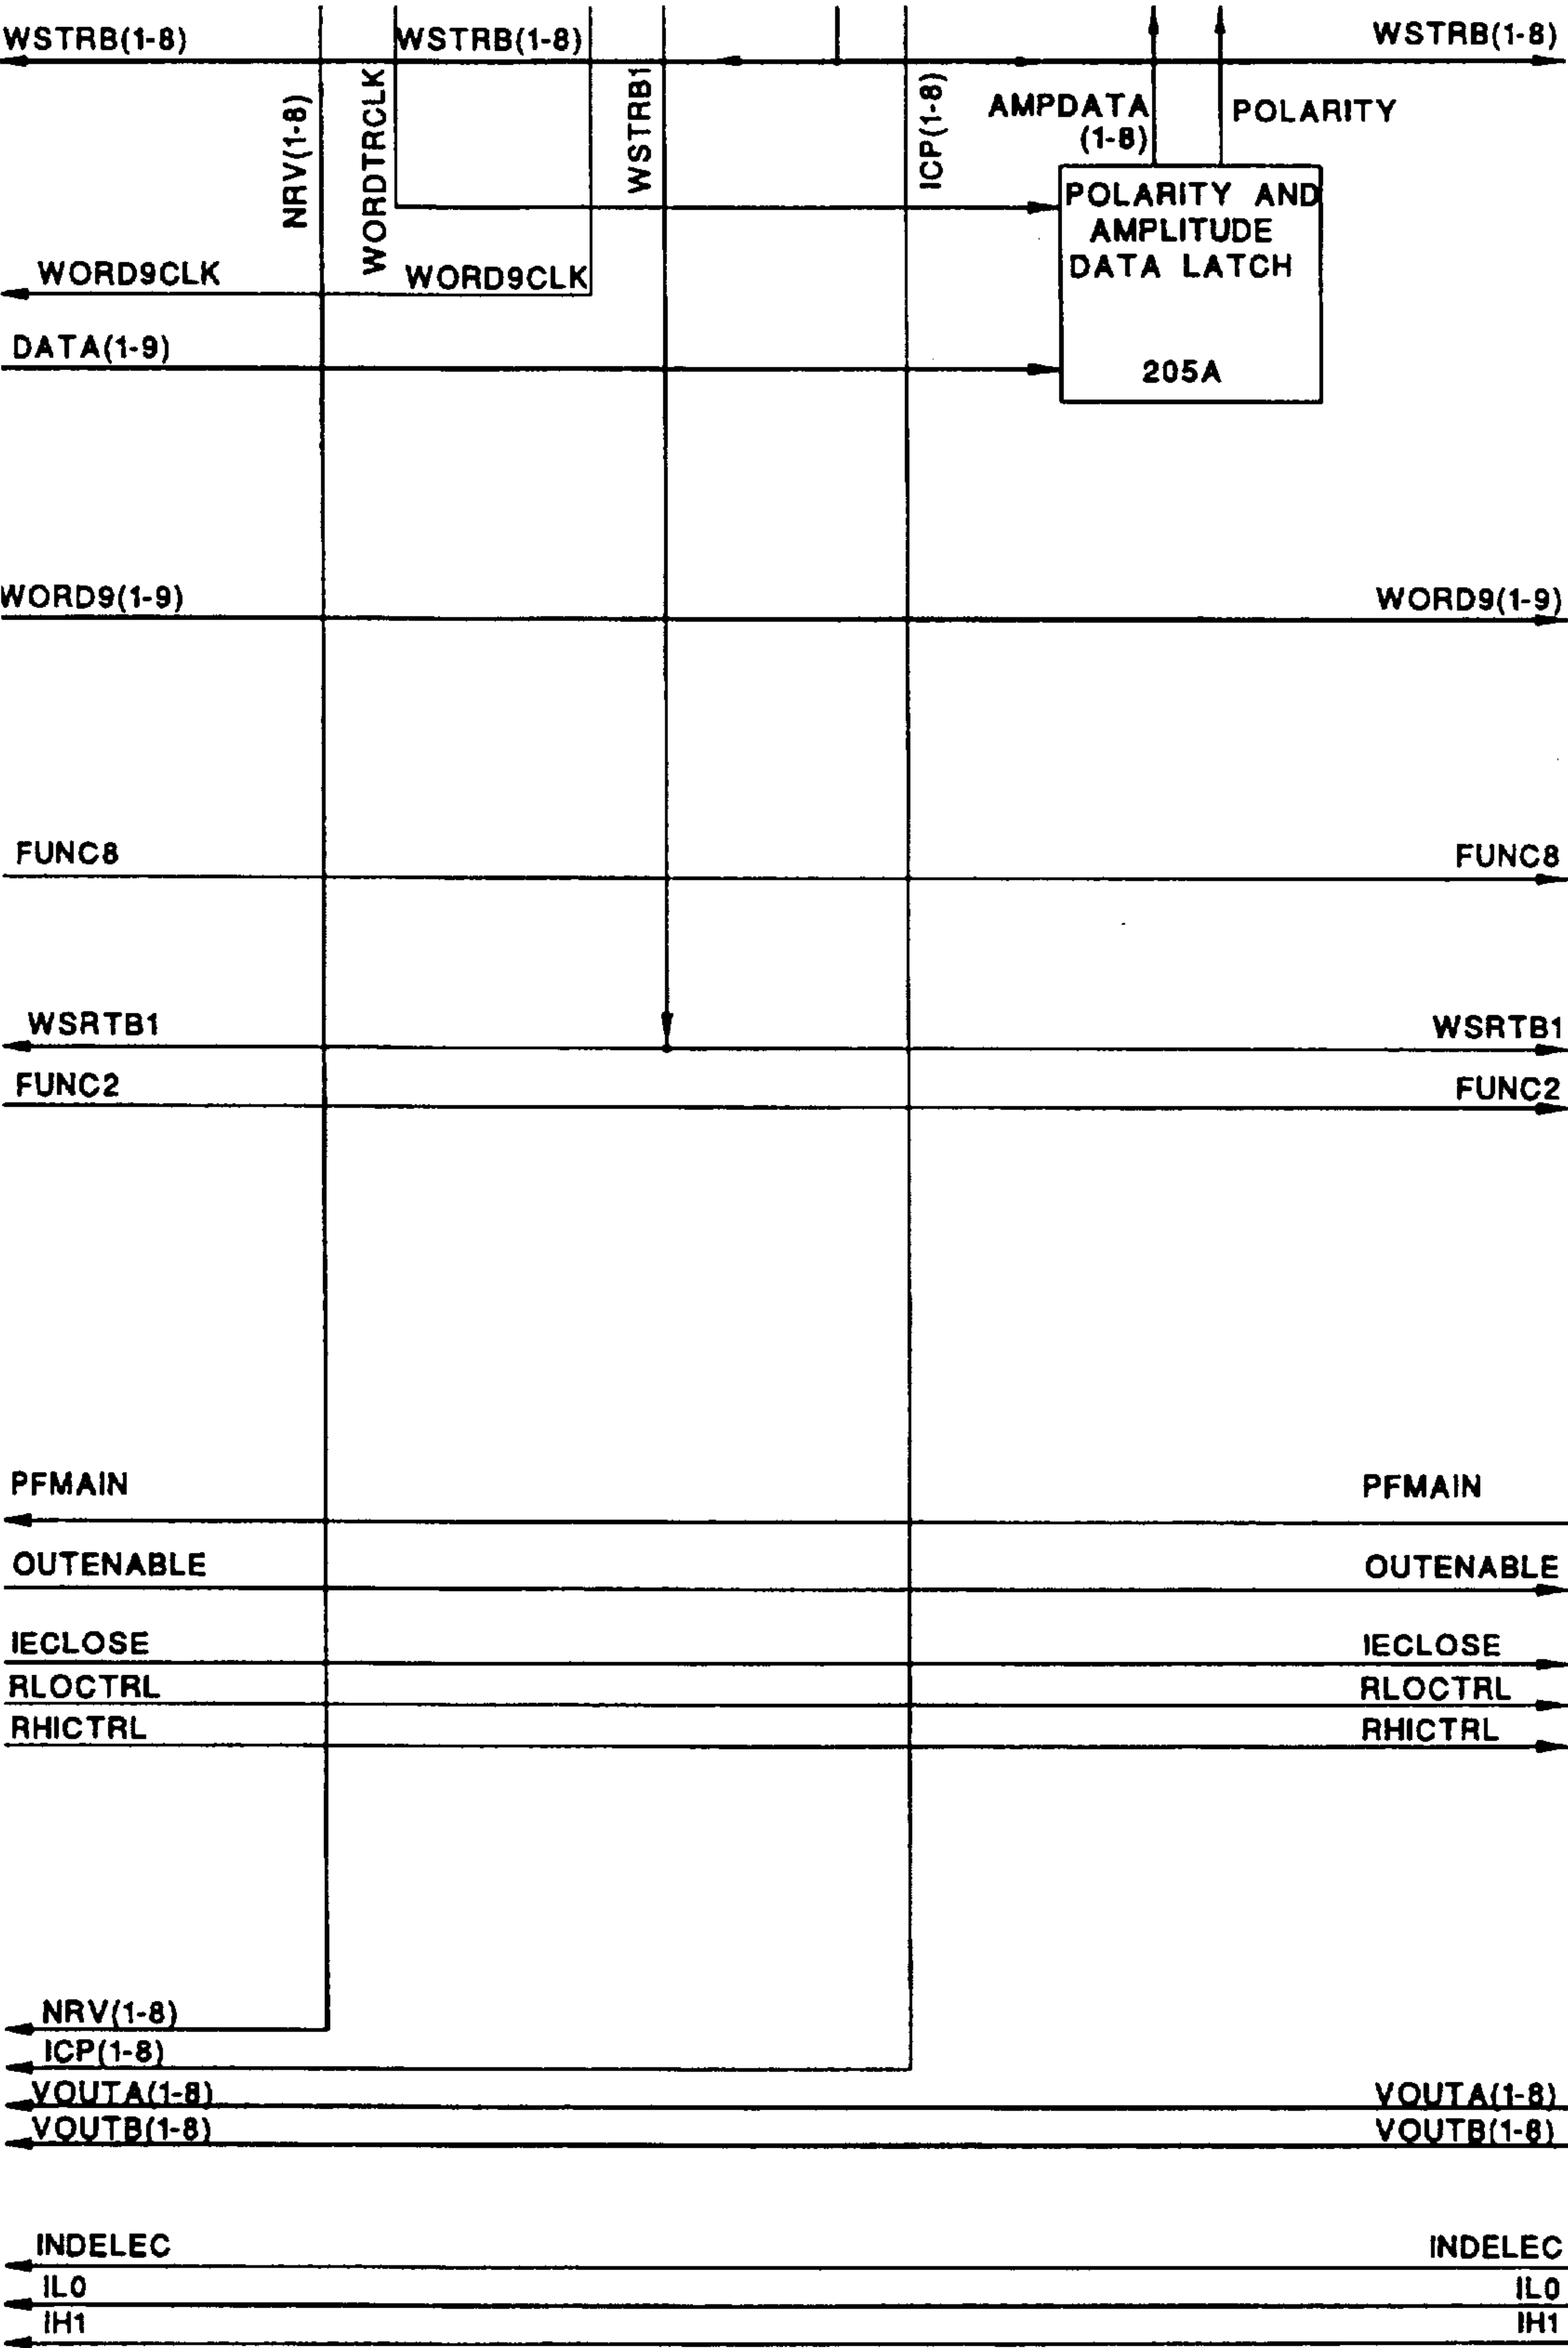 WSTRB(1-8) WSTRB(1-8) WSTRB(1-8)
NRV(1-8)
WORDTRCLK
WSTRB1
ICP(1-8)
AMPDATA
(1-8)
POLARITY
POLARITY AND
AMPLITUDE
DATA LATCH
205A
WORD9CLK WORD9CLK
DATA(1-9)
WORD9(1-9) WORD9(1-9)
FUNC8 FUNC8
WSRTB1 WSRTB1
FUNC2 FUNC2
PFMAIN PFMAIN
OUTENABLE OUTENABLE
IECLOSE IECLOSE
RLOCTRL RLOCTRL
RHICTRL RHICTRL
NRV(1-8)
ICP(1-8)
VOUTA(1-8) VOUTA(1-8)
VOUTB(1-8) VOUTB(1-8)
INDELEC INDELEC
IL0 IL0
IH1 IH1